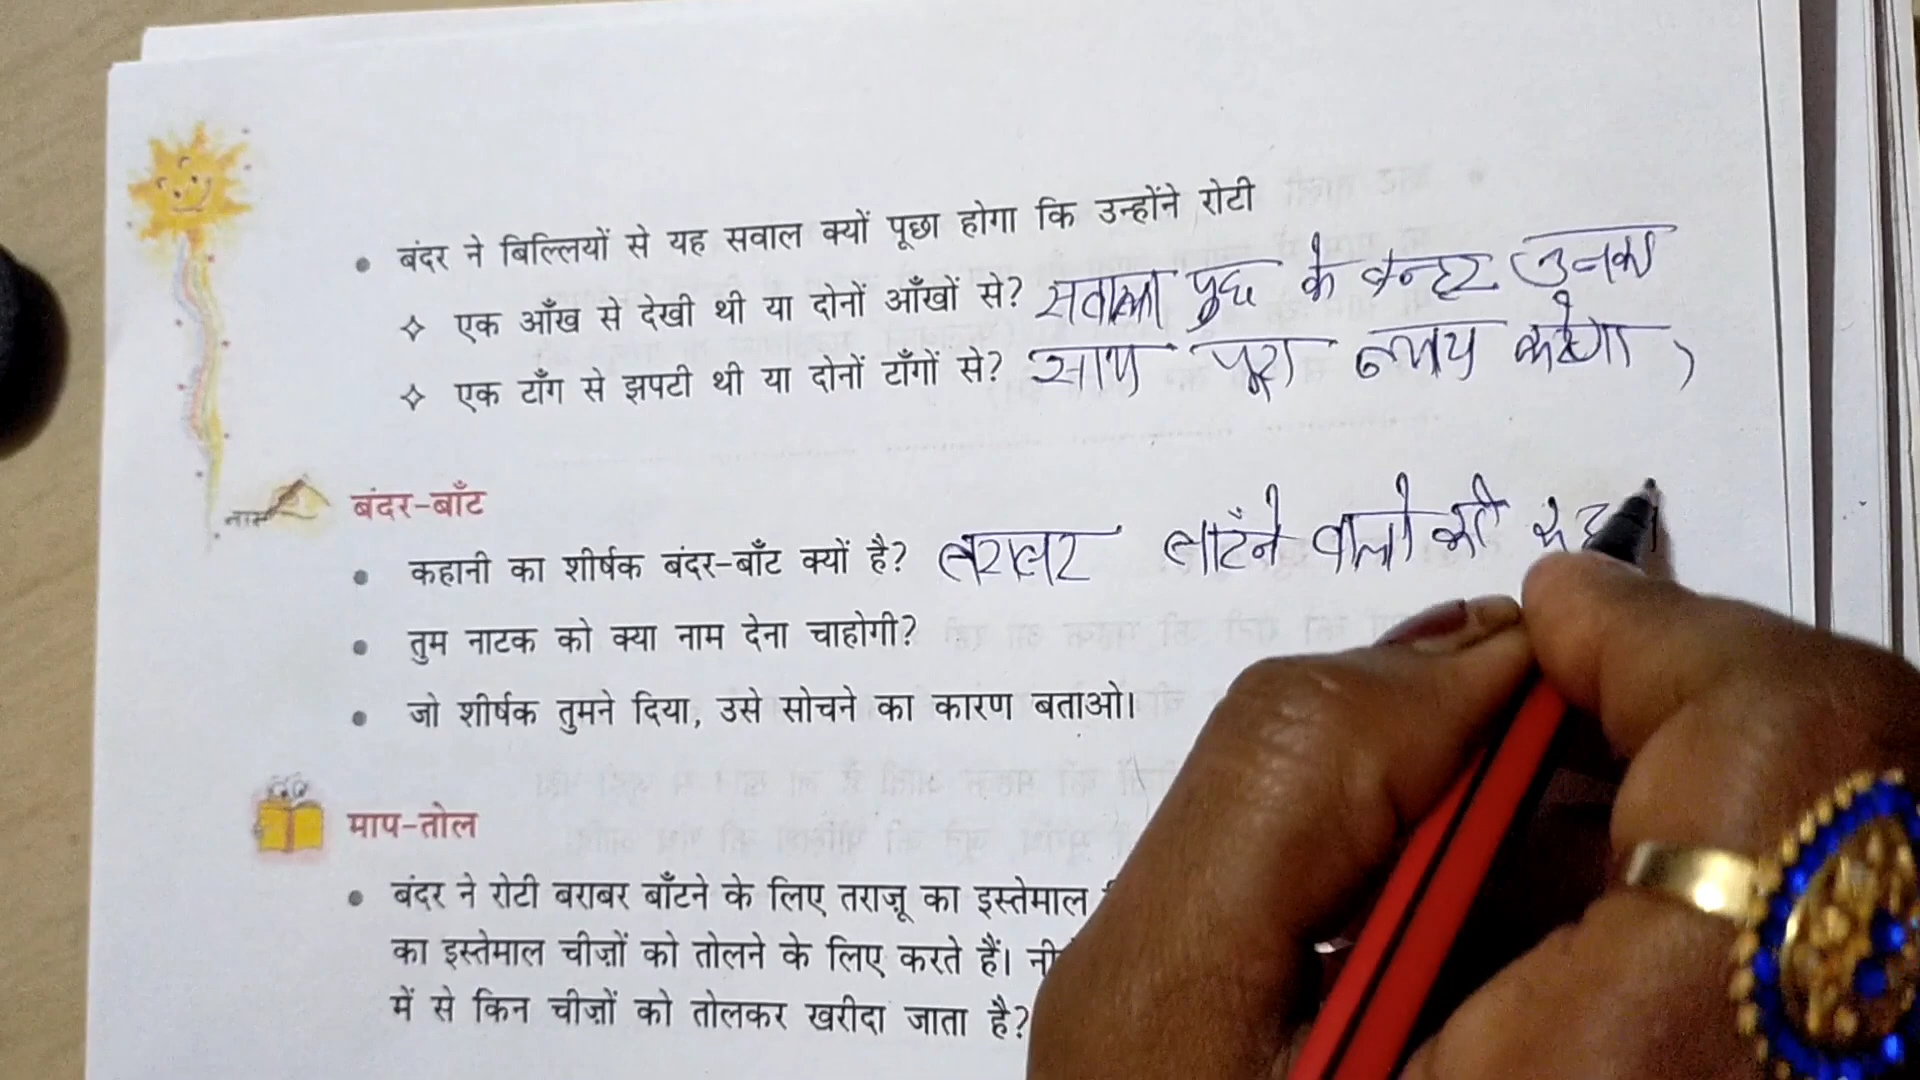 बंदर ने बिल्लियों से यह सवाल क्यों पूछा होगा कि उन्होंने रोटी
एक आँख से देखी थी या दोनों आँखों से? सवाल पुछ के बन्दर उनका
एक टाँग से झपटी थी या दोनों टाँगों से? साथ पूरा न्याय करेगा,
बंदर-बाँट
कहानी का शीर्षक बंदर-बाँट क्यों है? बराबर बाटँने वालो को
तुम नाटक को क्या नाम देना चाहोगी?
जो शीर्षक तुमने दिया, उसे सोचने का कारण बताओ।
माप-तोल
बंदर ने रोटी बराबर बाँटने के लिए तराज़ू का इस्तेमाल
का इस्तेमाल चीज़ों को तोलने के लिए करते हैं।
में से किन चीज़ों को तोलकर खरीदा जाता है?